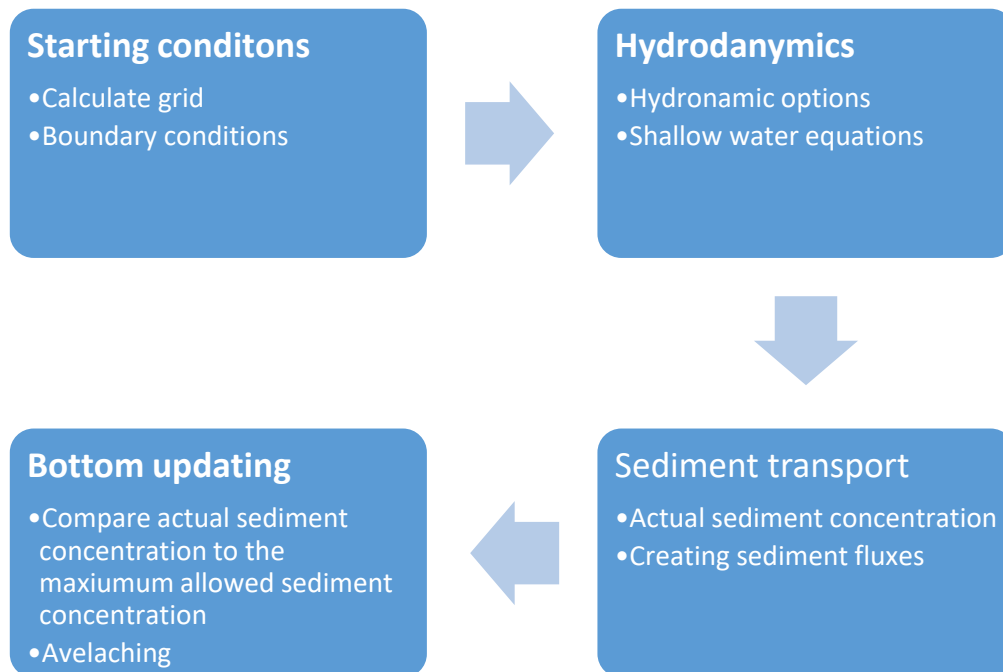 Starting conditons
•Calculate grid
•Boundary conditions
Hydrodanymics
•Hydronamic options
•Shallow water equations
Sediment transport
•Actual sediment concentration
•Creating sediment fluxes
Bottom updating
•Compare actual sediment
concentration to the
maxiumum allowed sediment
concentration
•Avelaching